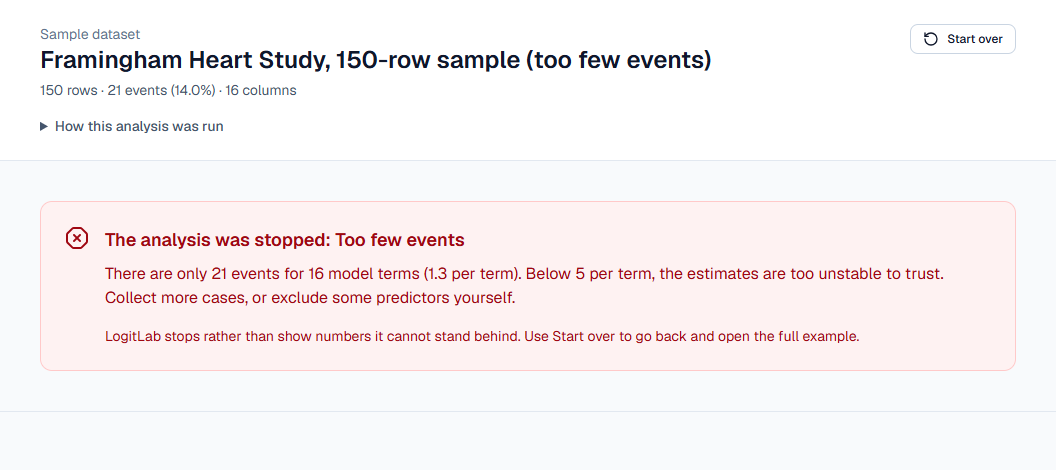 Sample dataset
Framingham Heart Study, 150-row sample (too few events)
150 rows · 21 events (14.0%) · 16 columns
Start over
How this analysis was run
The analysis was stopped: Too few events
There are only 21 events for 16 model terms (1.3 per term). Below 5 per term, the estimates are too unstable to trust.
Collect more cases, or exclude some predictors yourself.
LogitLab stops rather than show numbers it cannot stand behind. Use Start over to go back and open the full example.